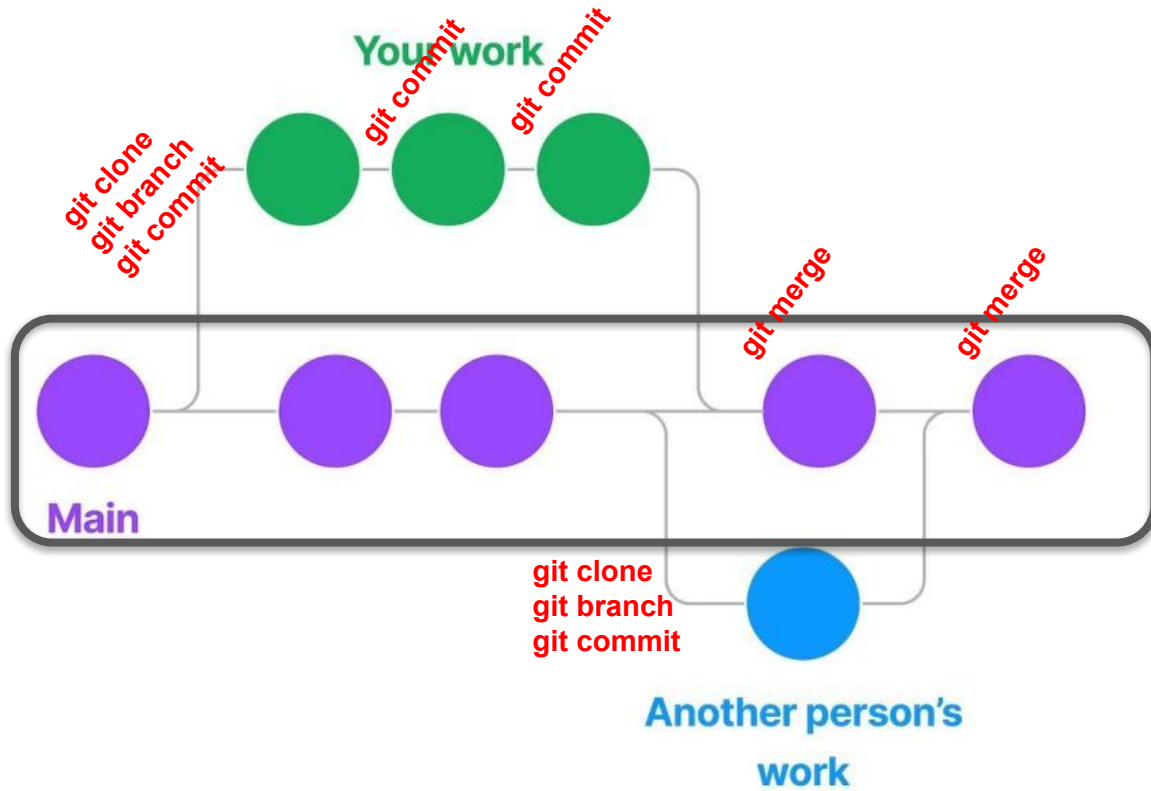 Your work
git commit
git commit
git clone
git branch
git commit
git merge
git merge
Main
git clone
git branch
git commit
Another person's
work